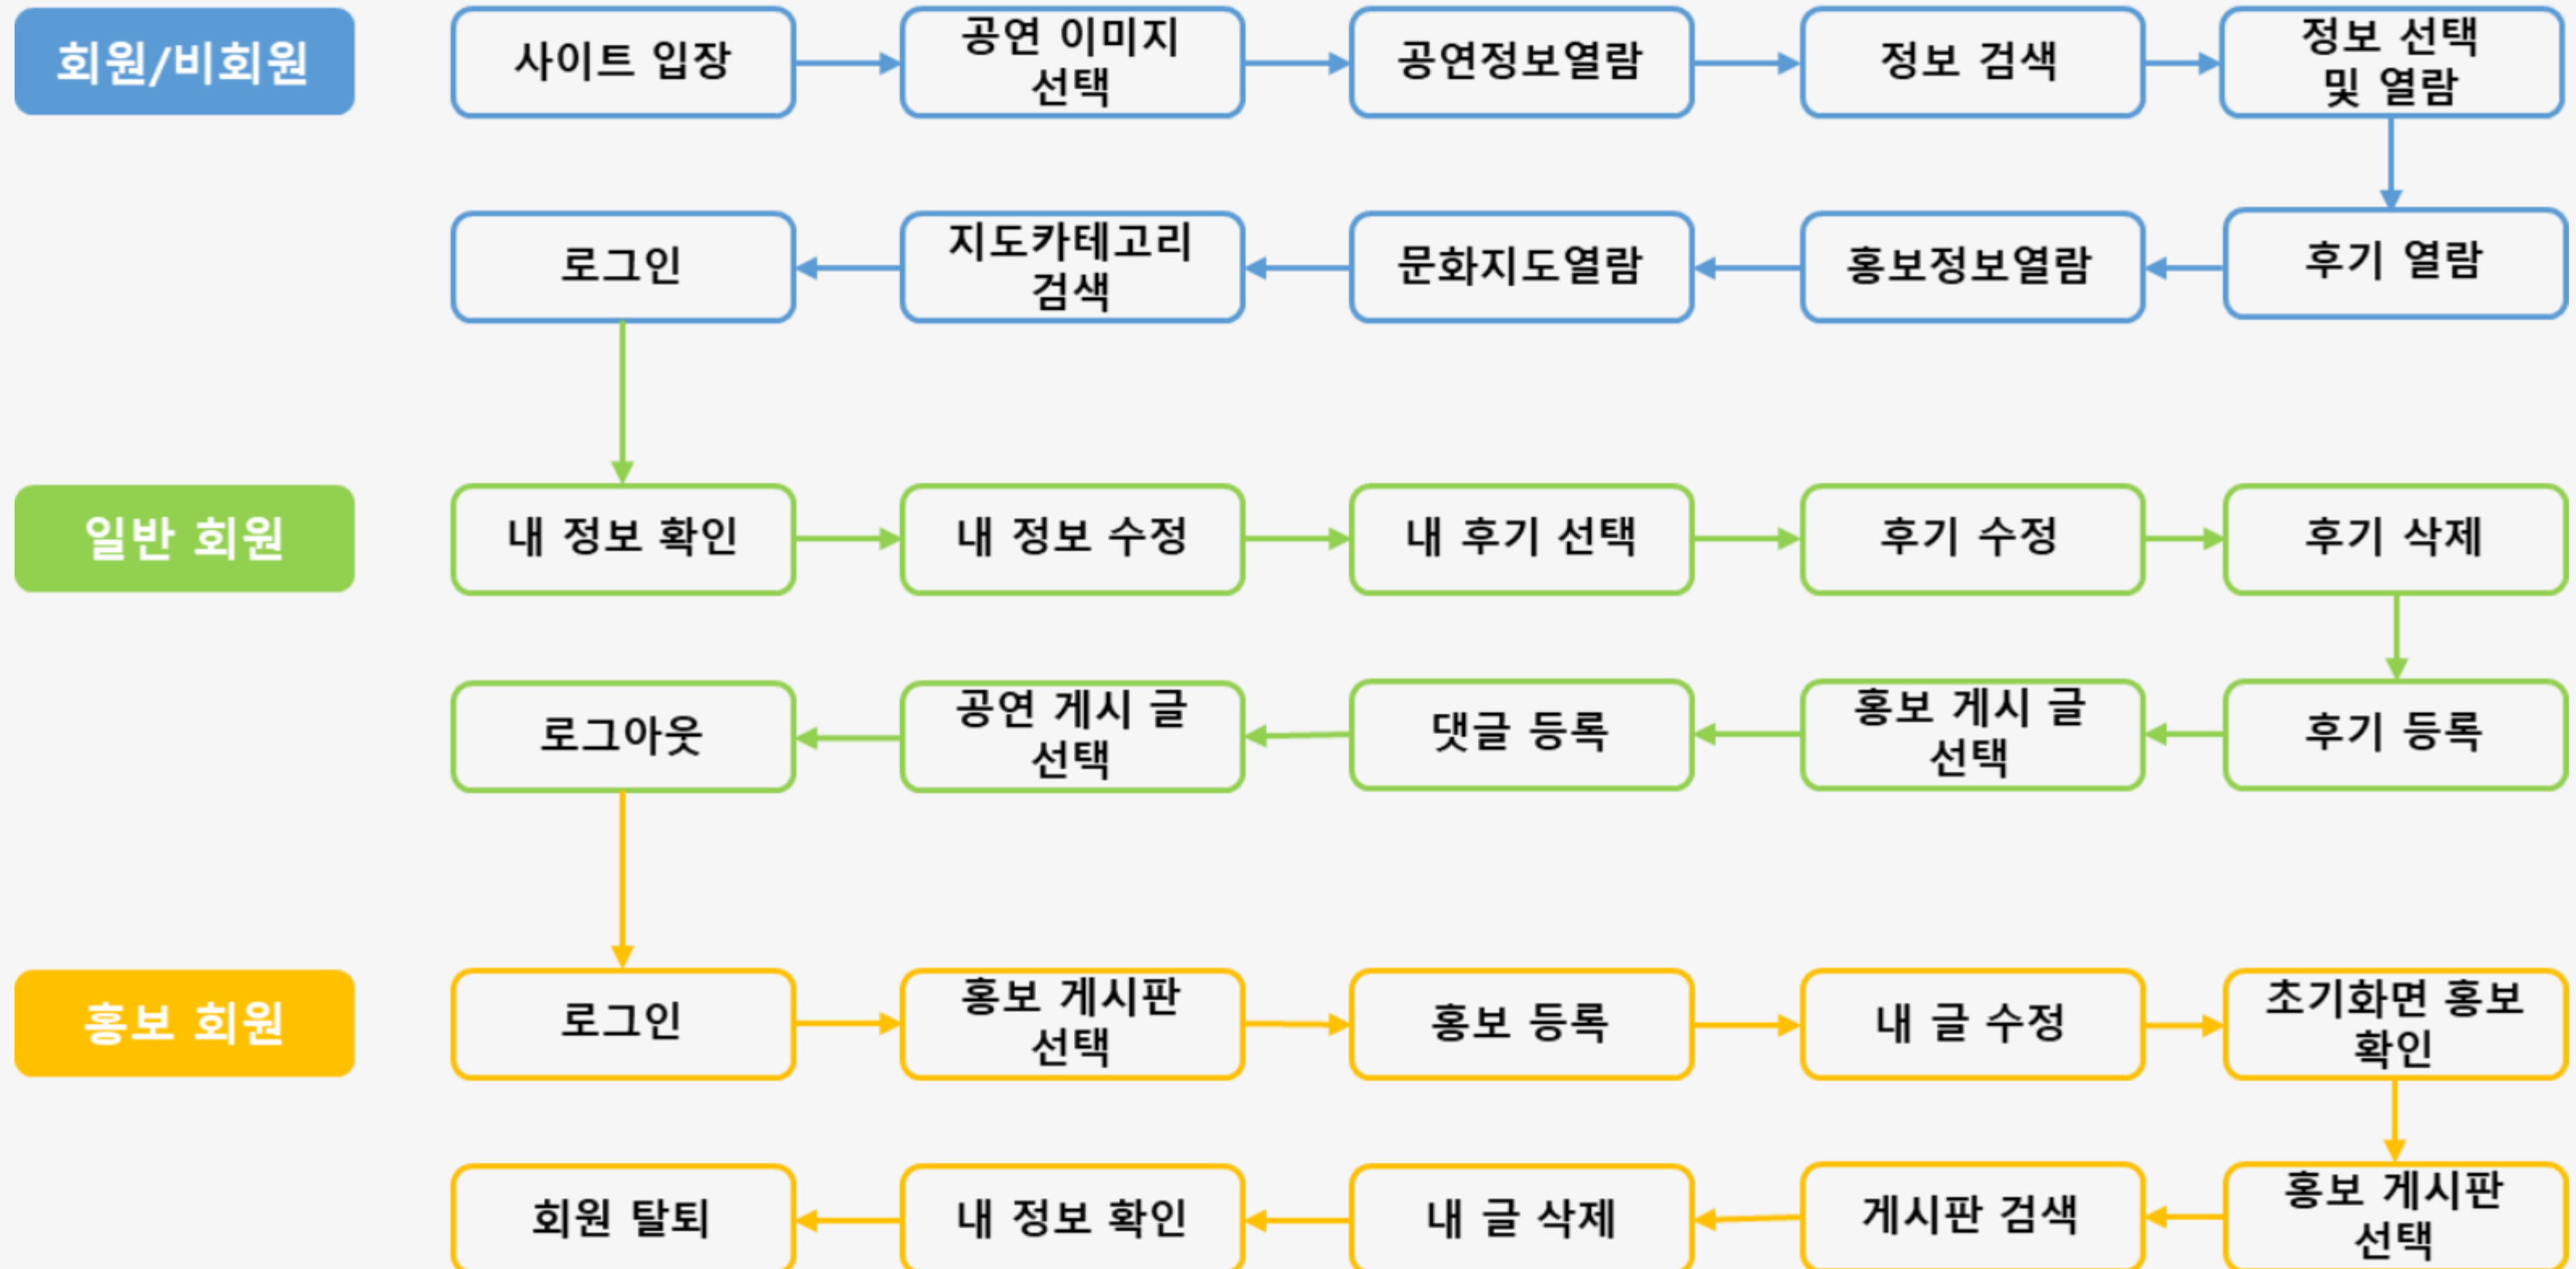 회원/비회원
사이트 입장
공연 이미지
선택
공연정보열람
정보 검색
정보 선택
및 열람
로그인
지도카테고리
검색
문화지도열람
홍보정보열람
후기 열람
일반 회원
내 정보 확인
내 정보 수정
내 후기 선택
후기 수정
후기 삭제
로그아웃
공연 게시 글
선택
댓글 등록
홍보 게시 글
선택
후기 등록
홍보 회원
로그인
홍보 게시판
선택
홍보 등록
내 글 수정
초기화면 홍보
확인
회원 탈퇴
내 정보 확인
내 글 삭제
게시판 검색
홍보 게시판
선택